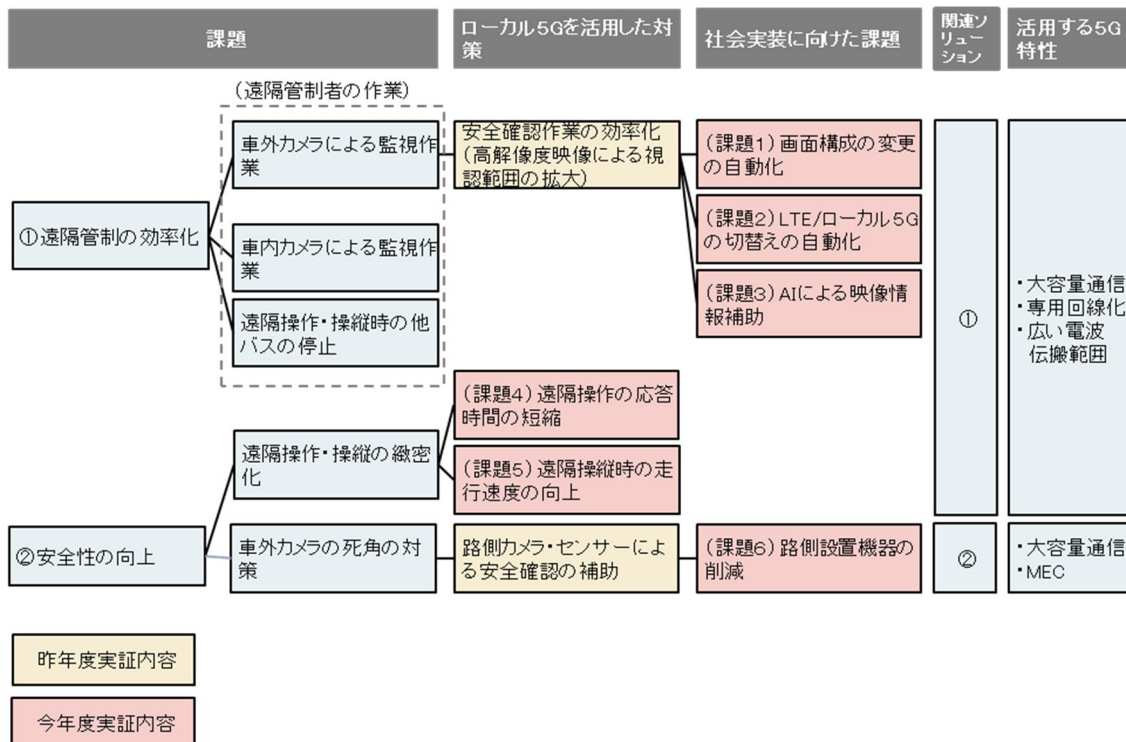 課題
ローカル5Gを活用した対
策
社会実装に向けた課題
関連ソ
リュー
ション
活用する5G
特性
(遠隔管制者の作業)
①遠隔管制の効率化
車外カメラによる監視作
業
車内カメラによる監視作
業
遠隔操作・操縦時の他
バスの停止
安全確認作業の効率化
(高解像度映像による視
認範囲の拡大)
(課題1)画面構成の変更
の自動化
(課題2)LTE/ローカル5G
の切替えの自動化
(課題3)AIによる映像情
報補助
①
・大容量通信
・専用回線化
・広い電波
伝搬範囲
②安全性の向上
遠隔操作・操縦の緻密
化
(課題4)遠隔操作の応答
時間の短縮
(課題5)遠隔操縦時の走
行速度の向上
車外カメラの死角の対
策
路側カメラ・センサーによ
る安全確認の補助
(課題6)路側設置機器の
削減
②
・大容量通信
・MEC
昨年度実証内容
今年度実証内容